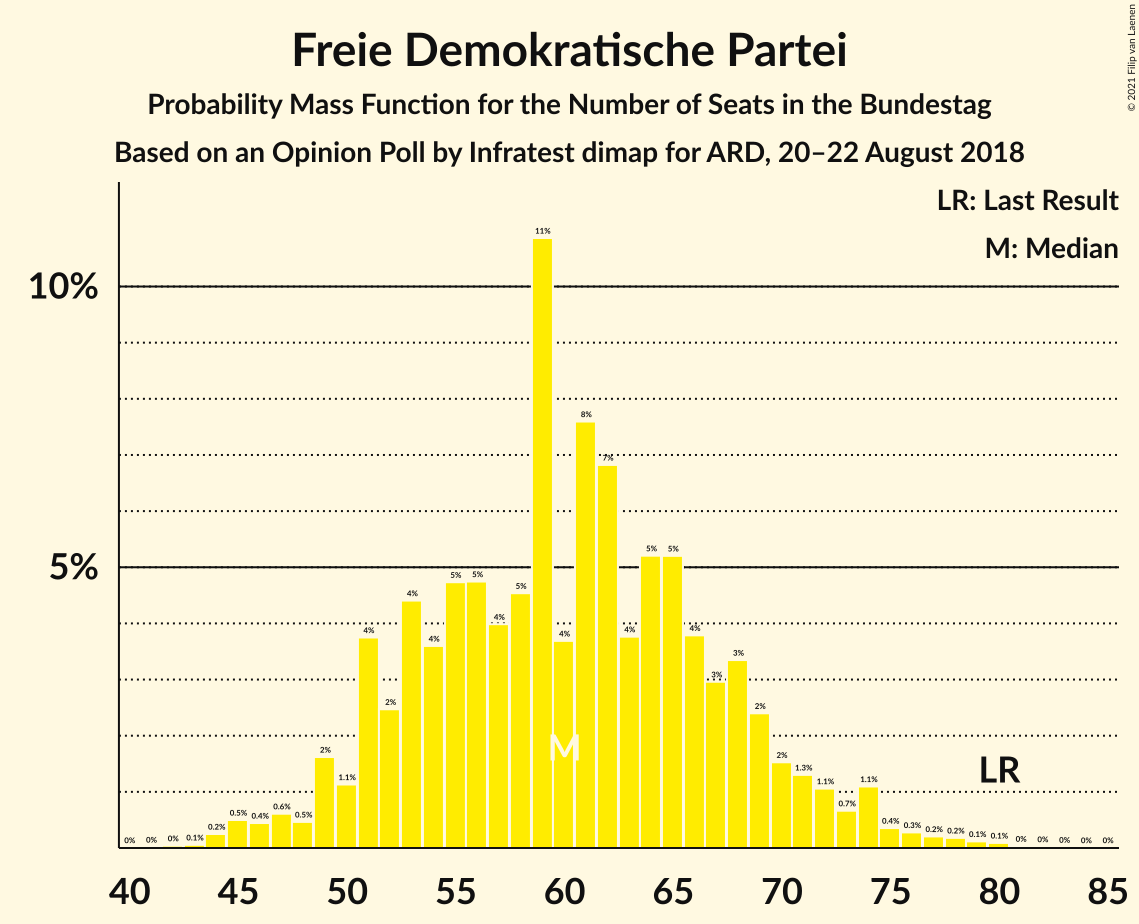 © 2021 Filip van Laenen
Freie Demokratische Partei
Probability Mass Function for the Number of Seats in the Bundestag
Based on an Opinion Poll by Infratest dimap for ARD, 20–22 August 2018
LR: Last Result
M: Median
10%
5%
0% 0% 0% 0.1% 0.2% 0.5% 0.4% 0.6% 0.5% 2% 1.1% 4% 2% 4% 4% 5% 5% 4% 5% 11% 4% 8% 7% 4% 5% 5% 4% 3% 3% 2% 2% 1.3% 1.1% 0.7% 1.1% 0.4% 0.3% 0.2% 0.2% 0.1% 0.1% 0% 0% 0% 0% 0%
M
LR
40 45 50 55 60 65 70 75 80 85